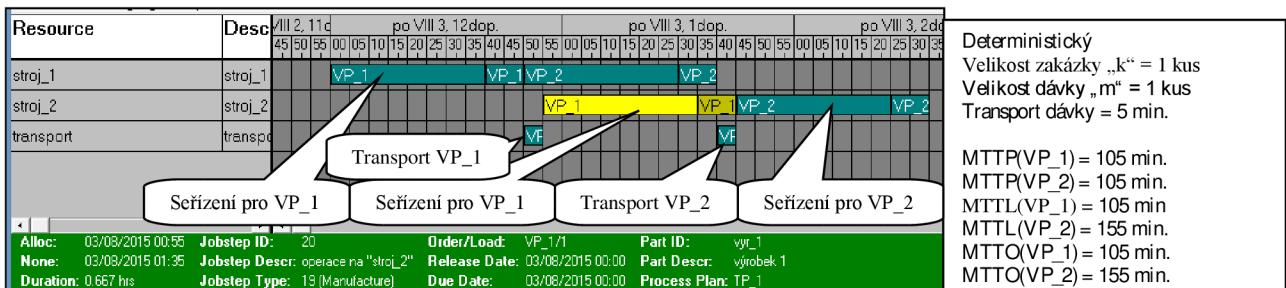 Resource Desc VIII 2, 11d po VIII 3, 12dop. po VIII 3, 1dop. po VIII 3, 2do
45 50 55 00 05 10 15 20 25 30 35 40 45 50 55 00 05 10 15 20 25 30 35 40 45 50 55 00 05 10 15 20 25 30 35
stroj_1 stroj_1 VP_1 VP_1 VP_2 VP_2
stroj_2 stroj_2 VP_1 VP_1 VP_2 VP_2
transport transpo VP VP
Transport VP_1
Seřízení pro VP_1 Seřízení pro VP_1 Transport VP_2 Seřízení pro VP_2
Alloc: 03/08/2015 00:55 Jobstep ID: 20 Order/Load: VP_1/1 Part ID: vyr_1
None: 03/08/2015 01:35 Jobstep Descr: operace na "stroj_2" Release Date: 03/08/2015 00:00 Part Descr: výrobek 1
Duration: 0.667 hrs Jobstep Type: 19 (Manufacture) Due Date: 03/08/2015 00:00 Process Plan: TP_1
Deterministický
Velikost zakázky „k“ = 1 kus
Velikost dávky „m“ = 1 kus
Transport dávky = 5 min.
MTTP(VP_1) = 105 min.
MTTP(VP_2) = 105 min.
MTTL(VP_1) = 105 min
MTTL(VP_2) = 155 min.
MTTO(VP_1) = 105 min.
MTTO(VP_2) = 155 min.